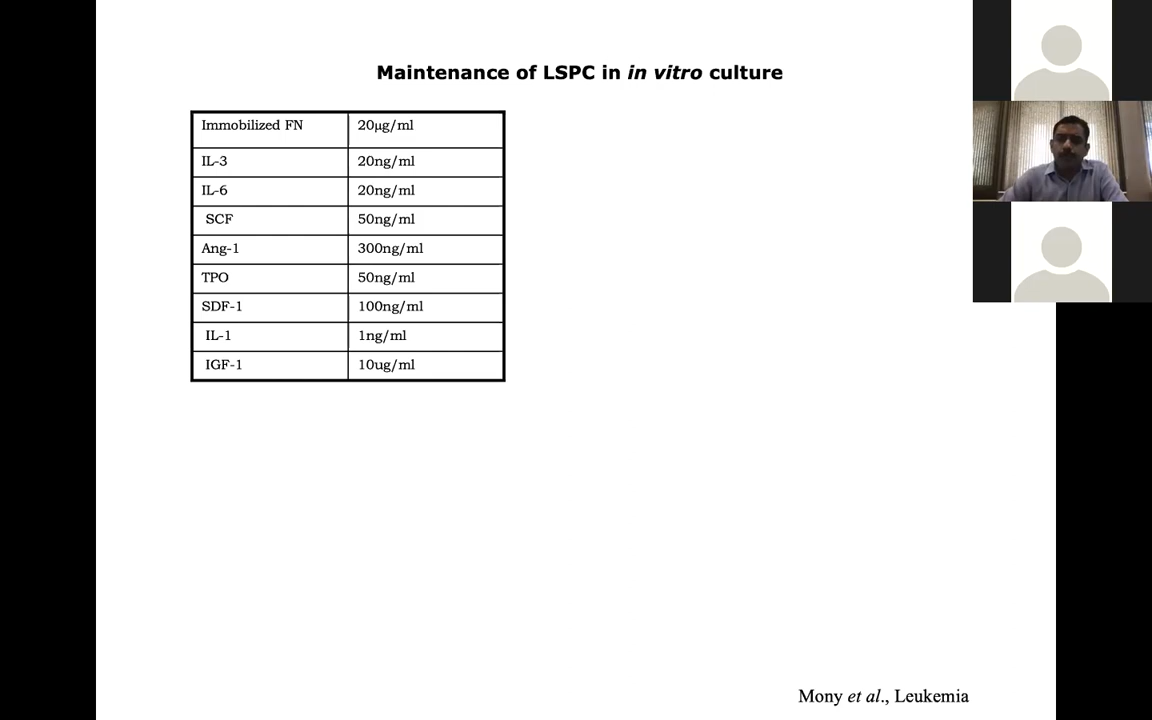 Maintenance of LSPC in in vitro culture
Immobilized FN 20μg/ml
IL-3 20ng/ml
IL-6 20ng/ml
SCF 50ng/ml
Ang-1 300ng/ml
TPO 50ng/ml
SDF-1 100ng/ml
IL-1 1ng/ml
IGF-1 10ug/ml
Mony et al., Leukemia